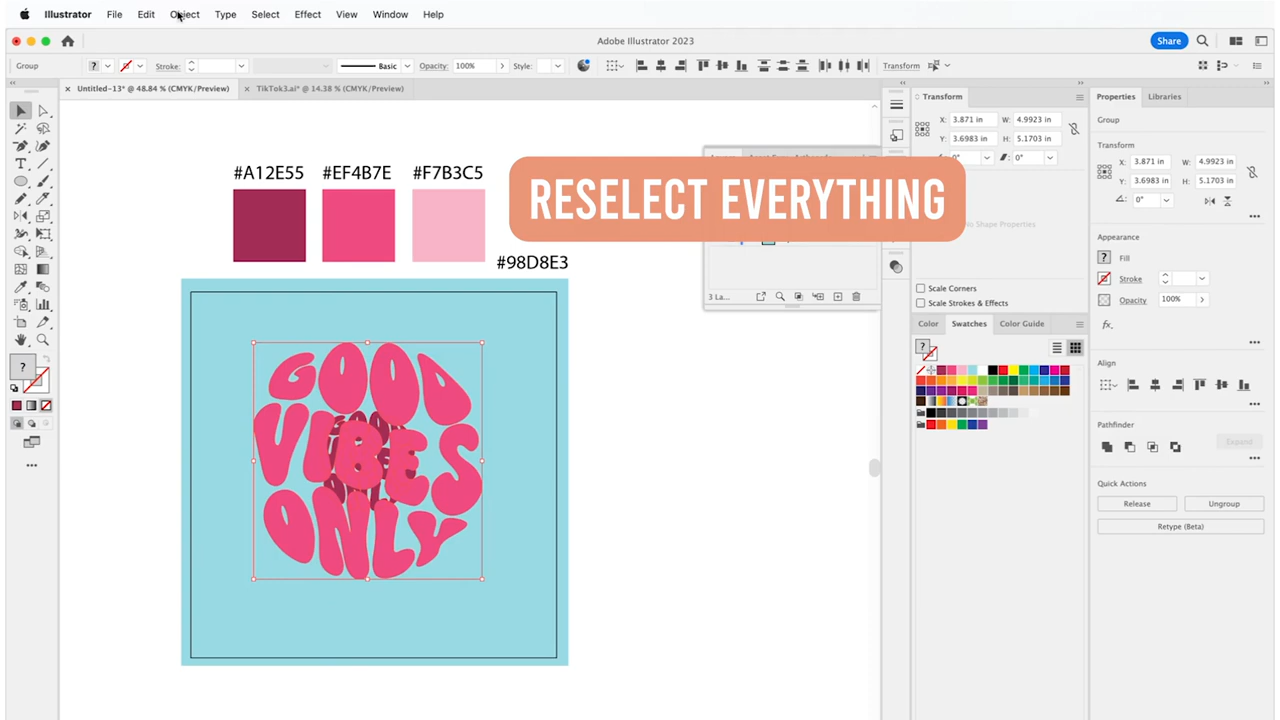 Illustrator File Edit Object Type Select Effect View Window Help
Adobe Illustrator 2023
Share
Group
?
Stroke:
Basic
Opacity: 100%
Style:
Transform
× Untitled-13* @ 48.84 % (CMYK/Preview)
× TikTok3.ai* @ 14.38 % (CMYK/Preview)
#A12E55 #EF4B7E #F7B3C5
#98D8E3
RESELECT EVERYTHING
GOOD
VIBES
ONLY
3 La...
Transform
X: 3.871 in W: 4.9923 in
Y: 3.6983 in H: 5.1703 in
0° 0°
No Shape Properties
Scale Corners
Scale Strokes & Effects
Color Swatches Color Guide
?
Properties Libraries
Group
Transform
X: 3.871 in W: 4.9923 in
Y: 3.6983 in H: 5.1703 in
0°
Appearance
? Fill
Stroke
Opacity 100%
fx.
Align
Pathfinder
Expand
Quick Actions
Release Ungroup
Retype (Beta)